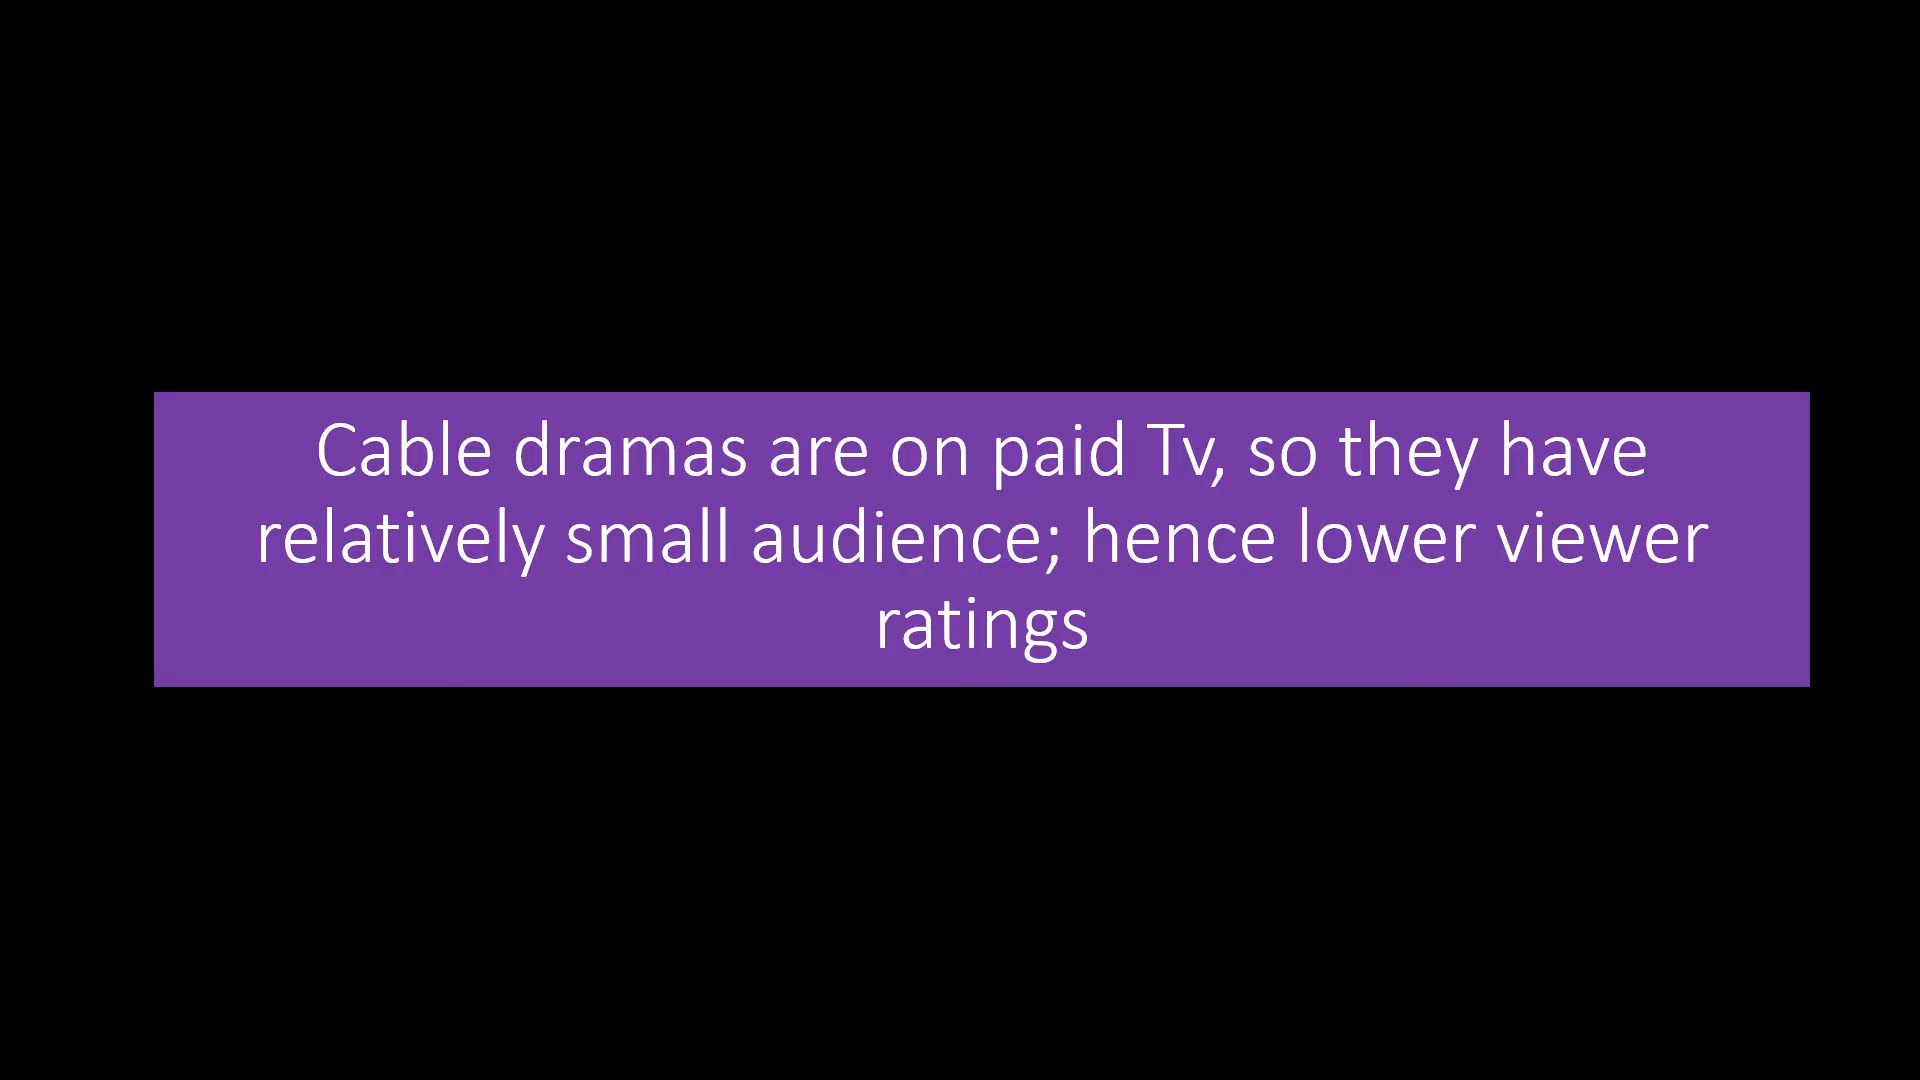 Cable dramas are on paid Tv, so they have
relatively small audience; hence lower viewer
ratings